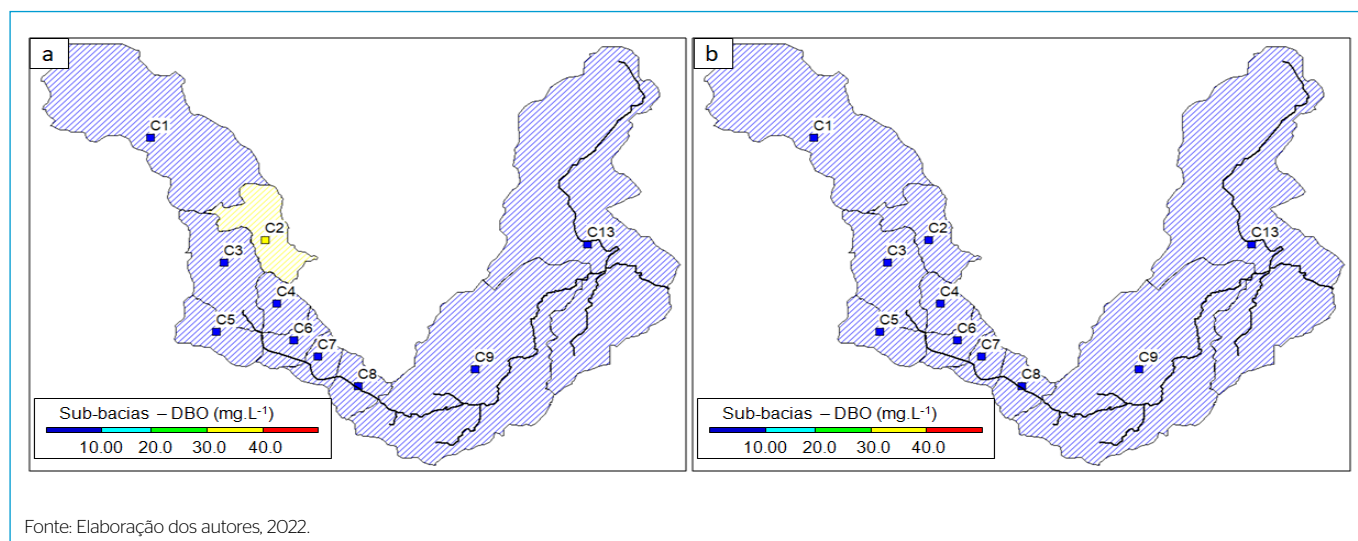 a
C1
C2
C3
C4
C5
C6
C7
C8
C9
C13
Sub-bacias – DBO (mg.L-1)
10.00 20.0 30.0 40.0
b
C1
C2
C3
C4
C5
C6
C7
C8
C9
C13
Sub-bacias – DBO (mg.L-1)
10.00 20.0 30.0 40.0
Fonte: Elaboração dos autores, 2022.